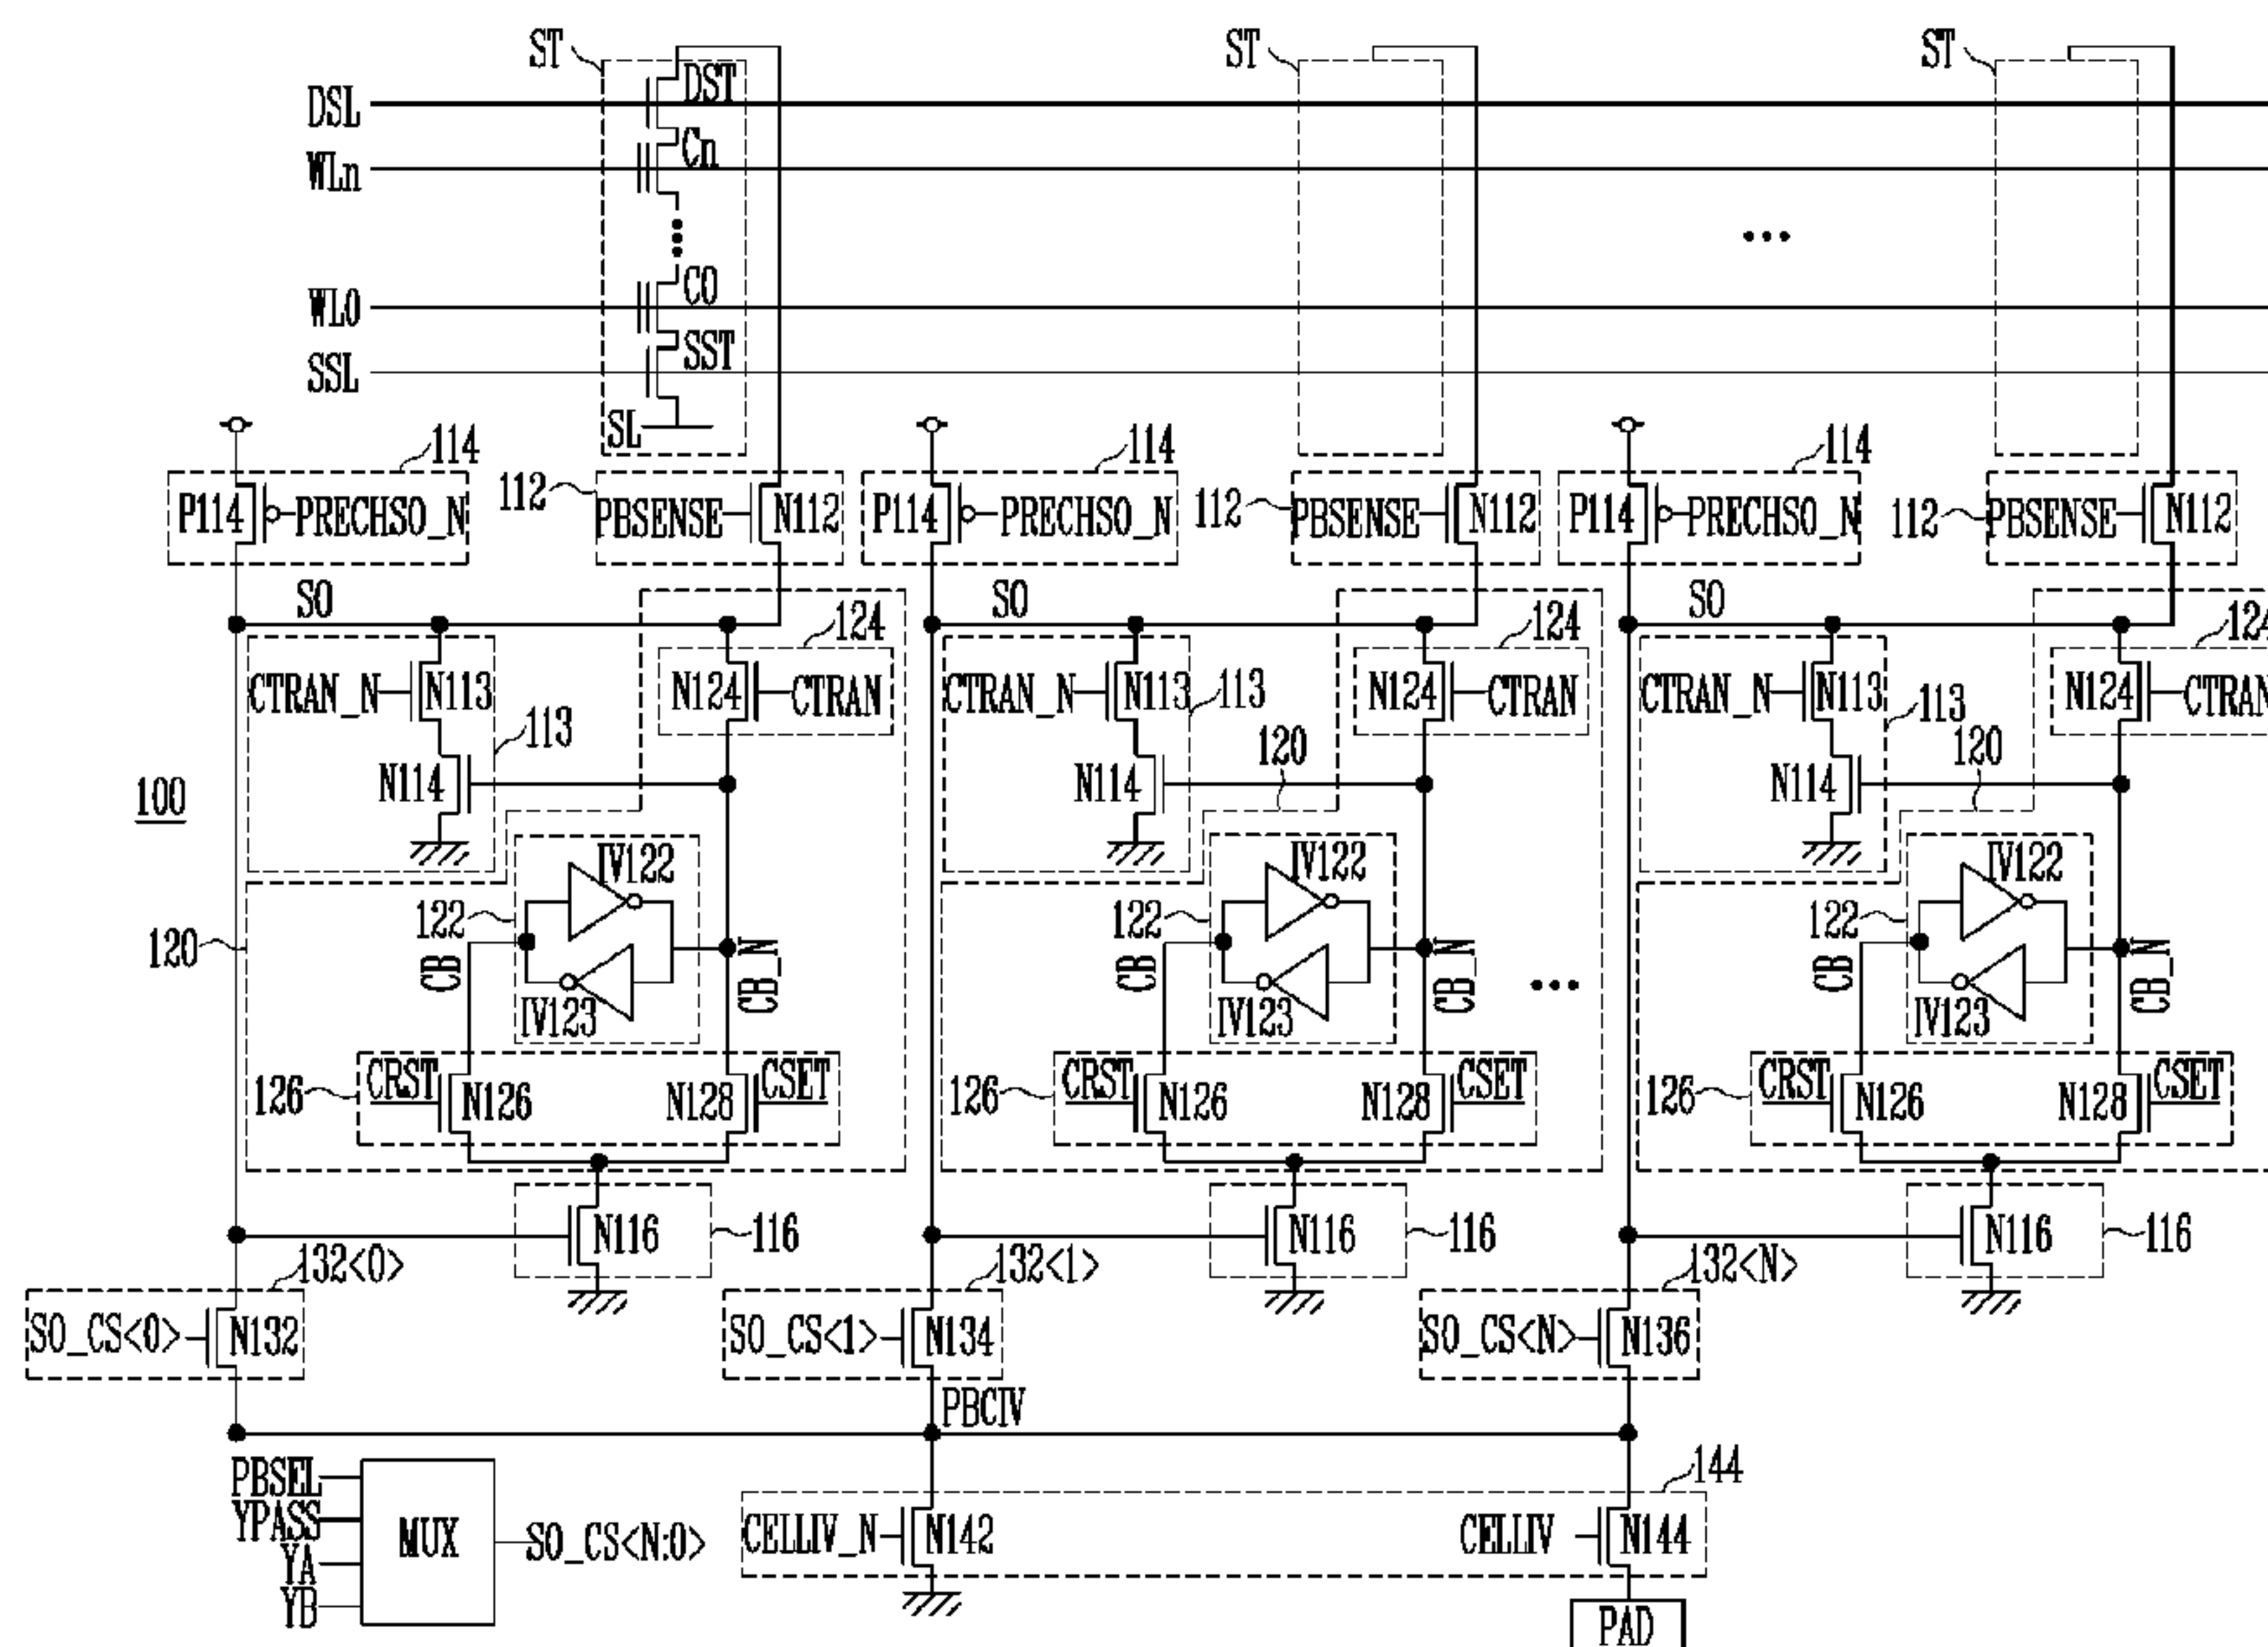 ST ST ST
DSL DST
WLn Cn
WL0 C0
SSL SST
SL
114 114 114
P114 PRECHSO_N 112 PBSENSE N112 P114 PRECHSO_N 112 PBSENSE N112 P114 PRECHSO_N 112 PBSENSE N112
SO SO SO
124 124 124
CTRAN_N N113 N124 CTRAN CTRAN_N N113 113 N124 CTRAN CTRAN_N N113 113 N124 CTRAN
113 120 120
100 N114 N114 N114
IV122 IV122 IV122
120 122 122 122
CB CB_N CB CB_N CB CB_N
IV123 IV123 IV123
126 CRST N126 N128 CSET 126 CRST N126 N128 CSET 126 CRST N126 N128 CSET
N116 116 N116 116 N116 116
132<0> 132<1> 132<N>
SO_CS<0> N132 SO_CS<1> N134 SO_CS<N> N136
PBCIV
144
PBSEL
YPASS
YA
YB
MUX SO_CS<N:0> CELLIV_N N142 CELLIV N144
PAD